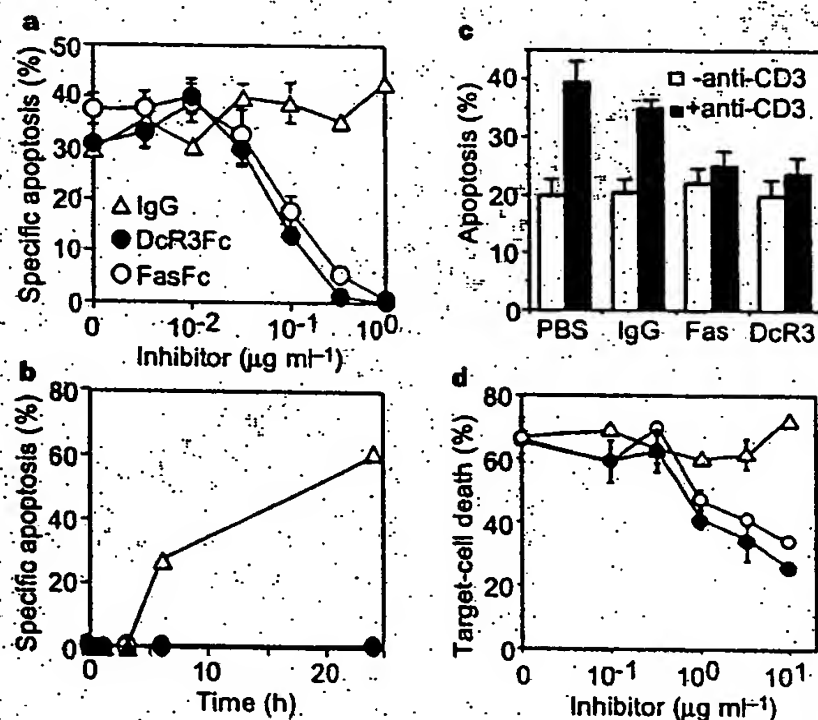 a
Specific apoptosis (%)
50
40
30
20
10
0
△ IgG
● DcR3Fc
○ FasFc
0 10⁻² 10⁻¹ 10⁰
Inhibitor (μg ml⁻¹)
b
Specific apoptosis (%)
80
60
40
20
0
0 10 20
Time (h)
c
Apoptosis (%)
40
30
20
10
0
□ -anti-CD3
■ +anti-CD3
PBS IgG Fas DcR3
d
Target-cell death (%)
80
60
40
20
0
0 10⁻¹ 10⁰ 10¹
Inhibitor (μg ml⁻¹)